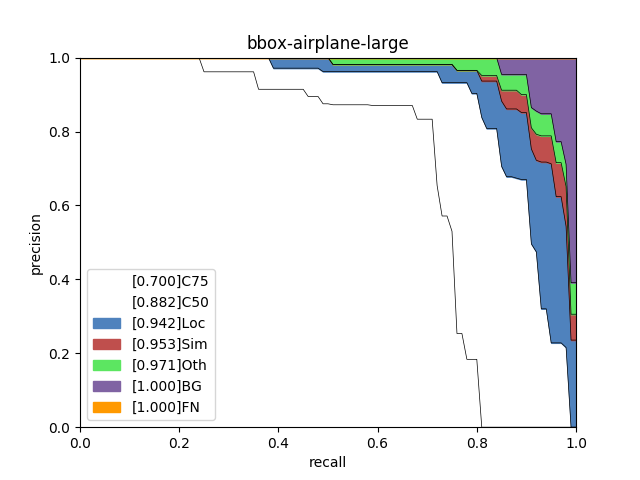 bbox-airplane-large
1.0
0.8
0.6
0.4
0.2
0.0
precision
[0.700]C75
[0.882]C50
[0.942]Loc
[0.953]Sim
[0.971]Oth
[1.000]BG
[1.000]FN
0.0 0.2 0.4 0.6 0.8 1.0
recall